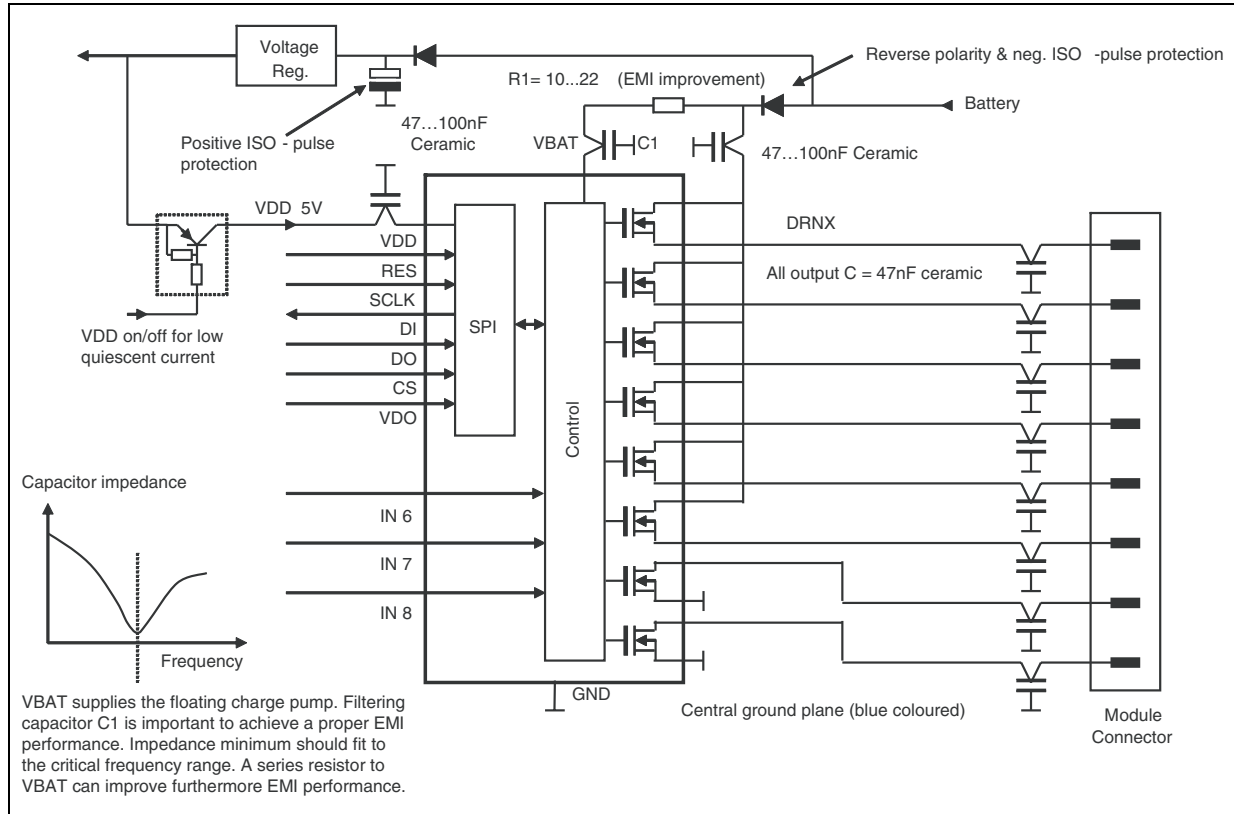 Voltage
Reg.
Reverse polarity & neg. ISO -pulse
protection
R1= 10...22 (EMI improvement)
Battery
Positive ISO - pulse
protection
47…100nF
Ceramic
VBAT
C1
47…100nF Ceramic
VDD 5V
VDD
RES
SCLK
DI
DO
CS
VDO
SPI
Control
DRNX
All output C = 47nF ceramic
VDD on/off for low
quiescent current
IN 6
IN 7
IN 8
Capacitor impedance
Frequency
GND
Central ground plane (blue coloured)
Module
Connector
VBAT supplies the floating charge pump. Filtering
capacitor C1 is important to achieve a proper EMI
performance. Impedance minimum should fit to
the critical frequency range. A series resistor to
VBAT can improve furthermore EMI performance.